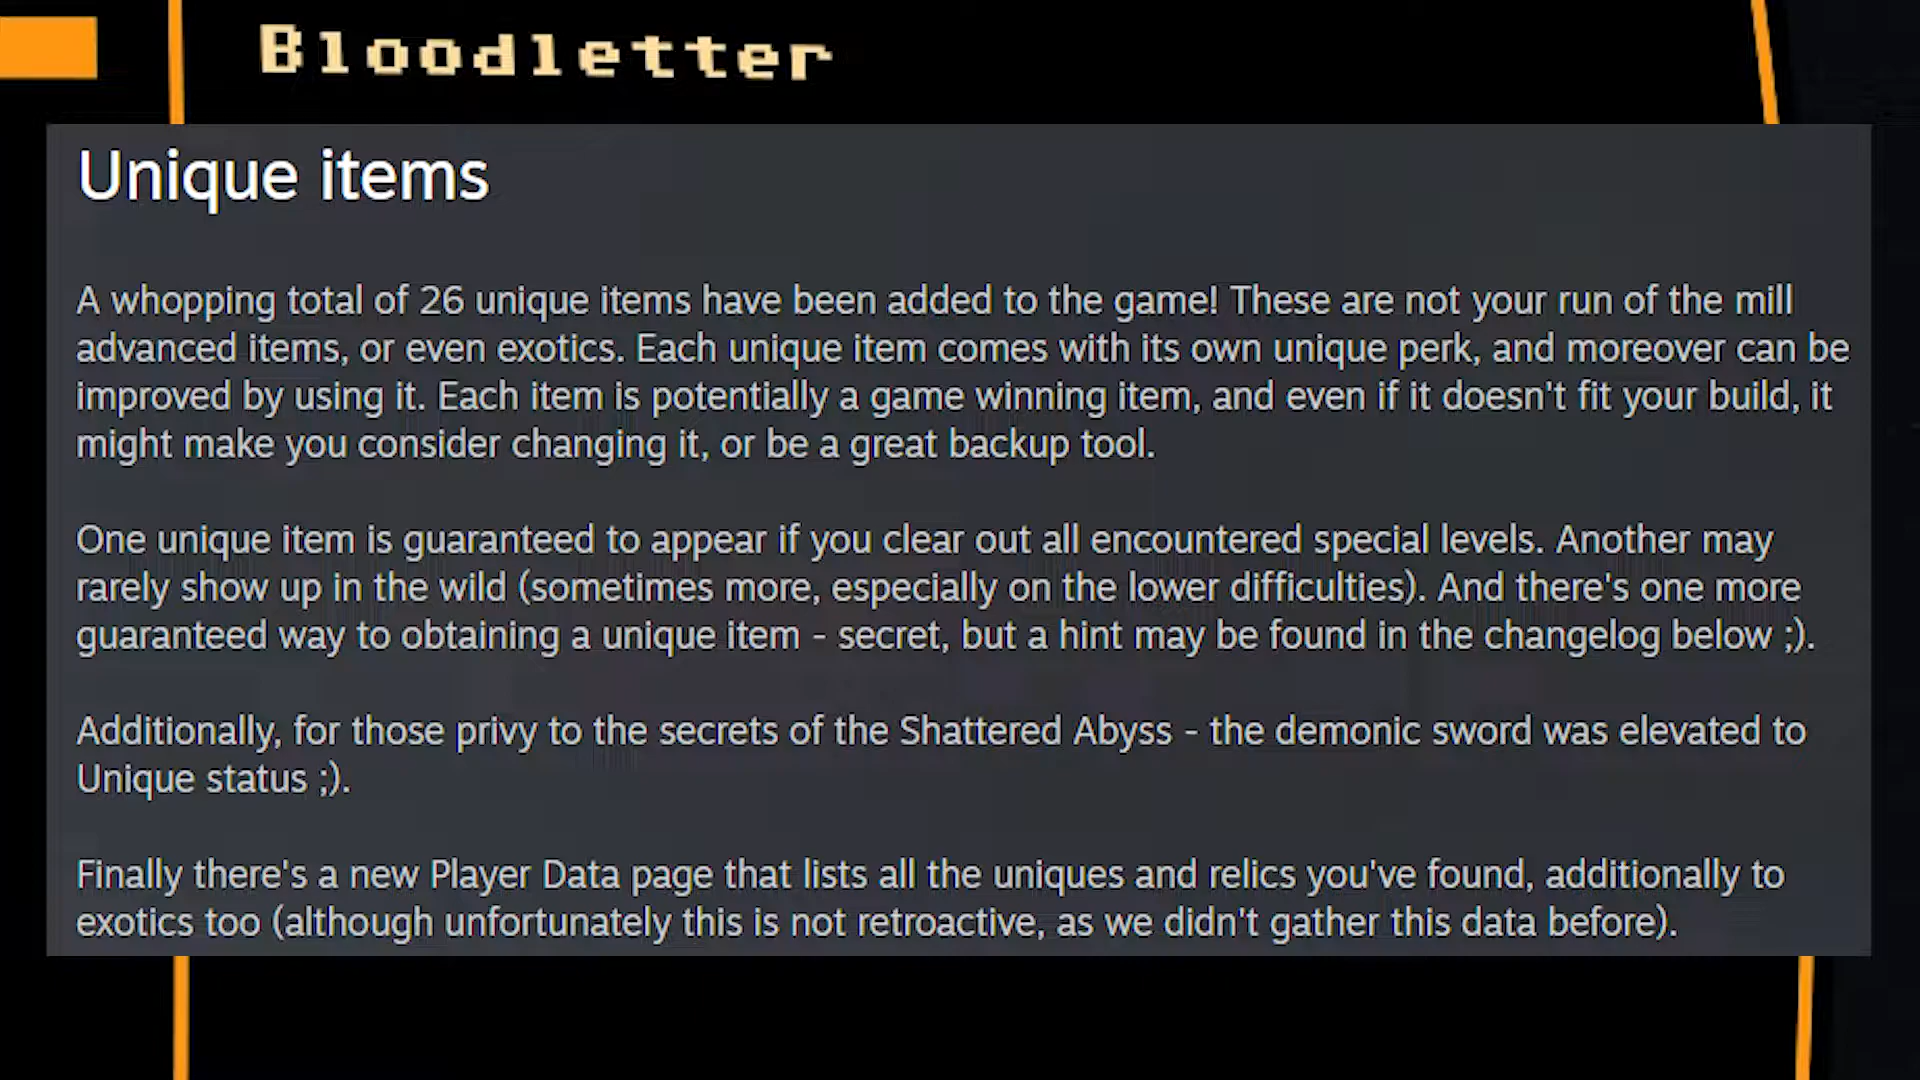 Bloodletter
Unique items
A whopping total of 26 unique items have been added to the game! These are not your run of the mill
advanced items, or even exotics. Each unique item comes with its own unique perk, and moreover can be
improved by using it. Each item is potentially a game winning item, and even if it doesn't fit your build, it
might make you consider changing it, or be a great backup tool.
One unique item is guaranteed to appear if you clear out all encountered special levels. Another may
rarely show up in the wild (sometimes more, especially on the lower difficulties). And there's one more
guaranteed way to obtaining a unique item - secret, but a hint may be found in the changelog below ;).
Additionally, for those privy to the secrets of the Shattered Abyss - the demonic sword was elevated to
Unique status ;).
Finally there's a new Player Data page that lists all the uniques and relics you've found, additionally to
exotics too (although unfortunately this is not retroactive, as we didn't gather this data before).